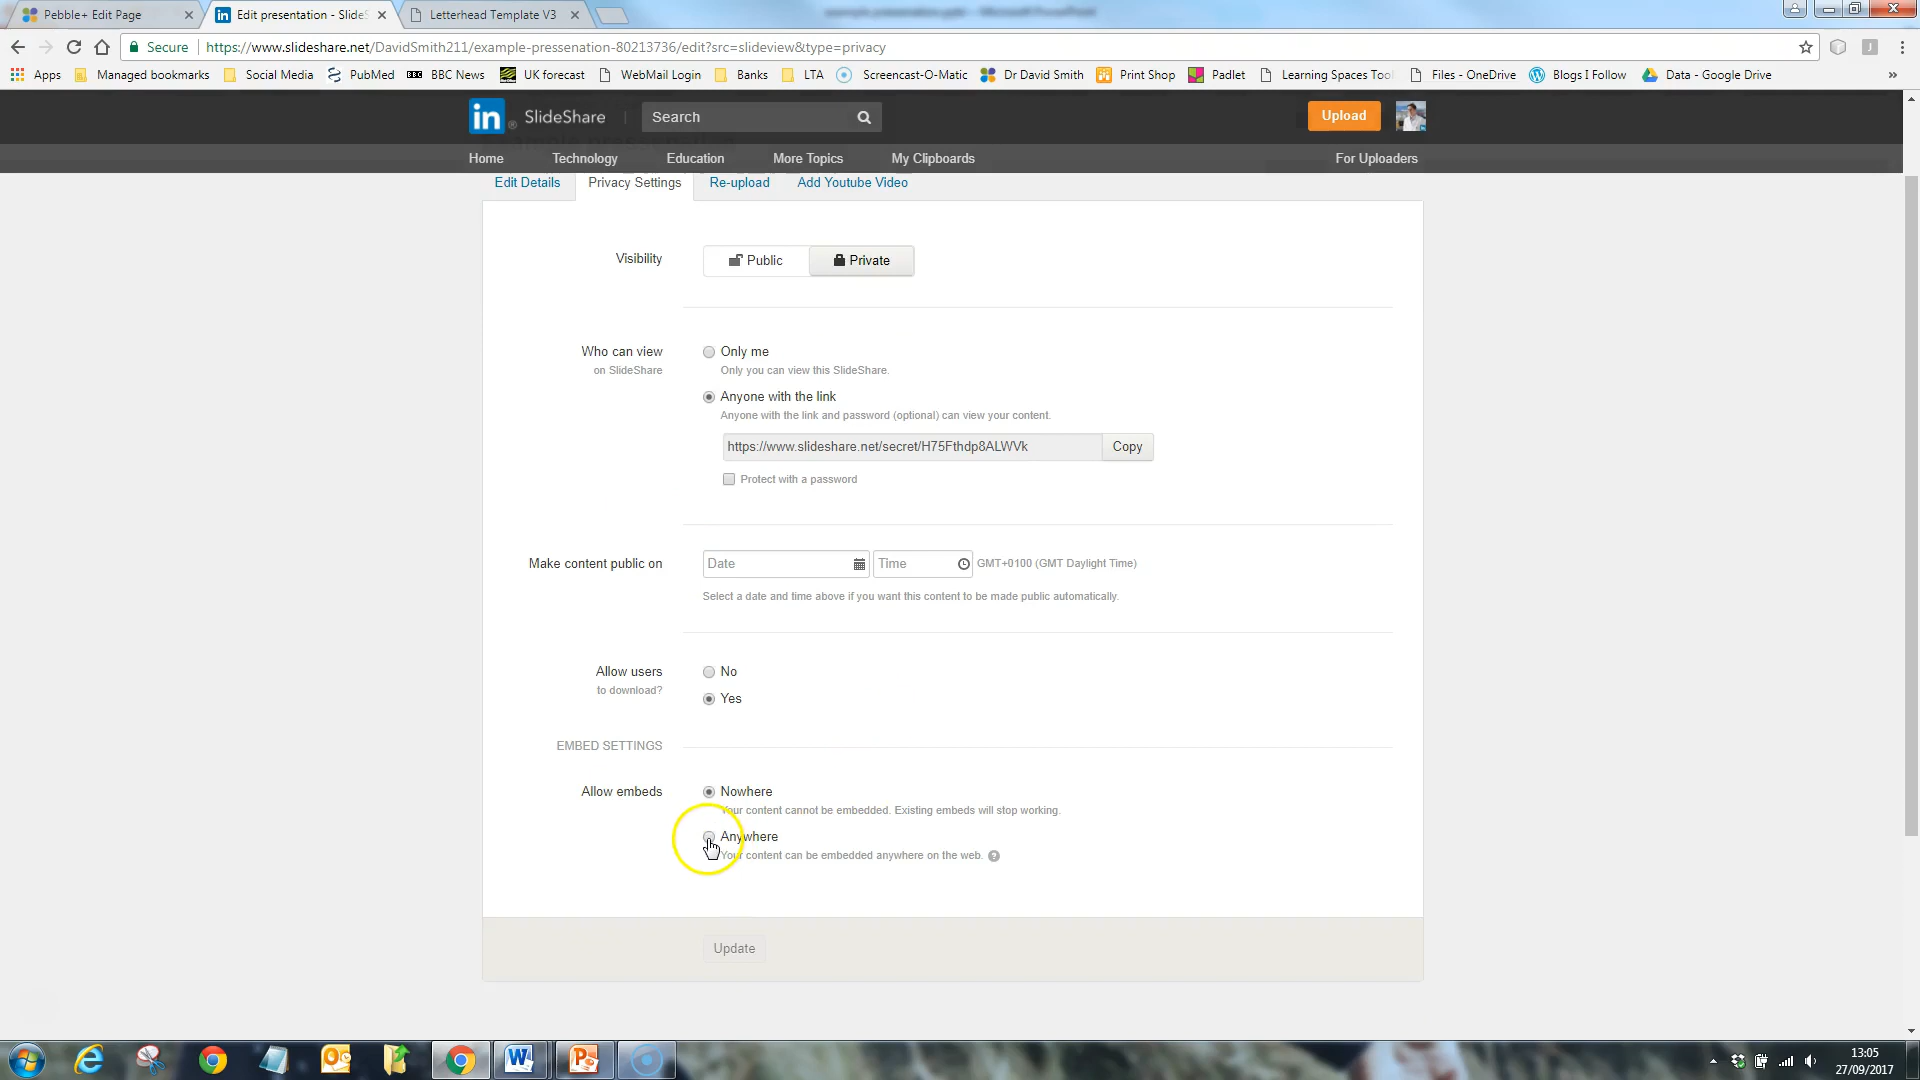 Pebble+ Edit Page
Edit presentation - SlideS
Letterhead Template V3
Secure
https://www.slideshare.net/DavidSmith211/example-pressenation-80213736/edit?src=slideview&type=privacy
Apps
Managed bookmarks
Social Media
PubMed
BBC News
UK forecast
WebMail Login
Banks
LTA
Screencast-O-Matic
Dr David Smith
Print Shop
Padlet
Learning Spaces Tool
Files - OneDrive
Blogs I Follow
Data - Google Drive
in SlideShare
Search
Upload
Home
Technology
Education
More Topics
My Clipboards
For Uploaders
Edit Details
Privacy Settings
Re-upload
Add Youtube Video
Visibility
Public
Private
Who can view
on SlideShare
Only me
Only you can view this SlideShare.
Anyone with the link
Anyone with the link and password (optional) can view your content.
https://www.slideshare.net/secret/H75Fthdp8ALWVk
Copy
Protect with a password
Make content public on
Date
Time
GMT+0100 (GMT Daylight Time)
Select a date and time above if you want this content to be made public automatically.
Allow users
to download?
No
Yes
EMBED SETTINGS
Allow embeds
Nowhere
Your content cannot be embedded. Existing embeds will stop working.
Anywhere
Your content can be embedded anywhere on the web.
Update
13:05
27/09/2017